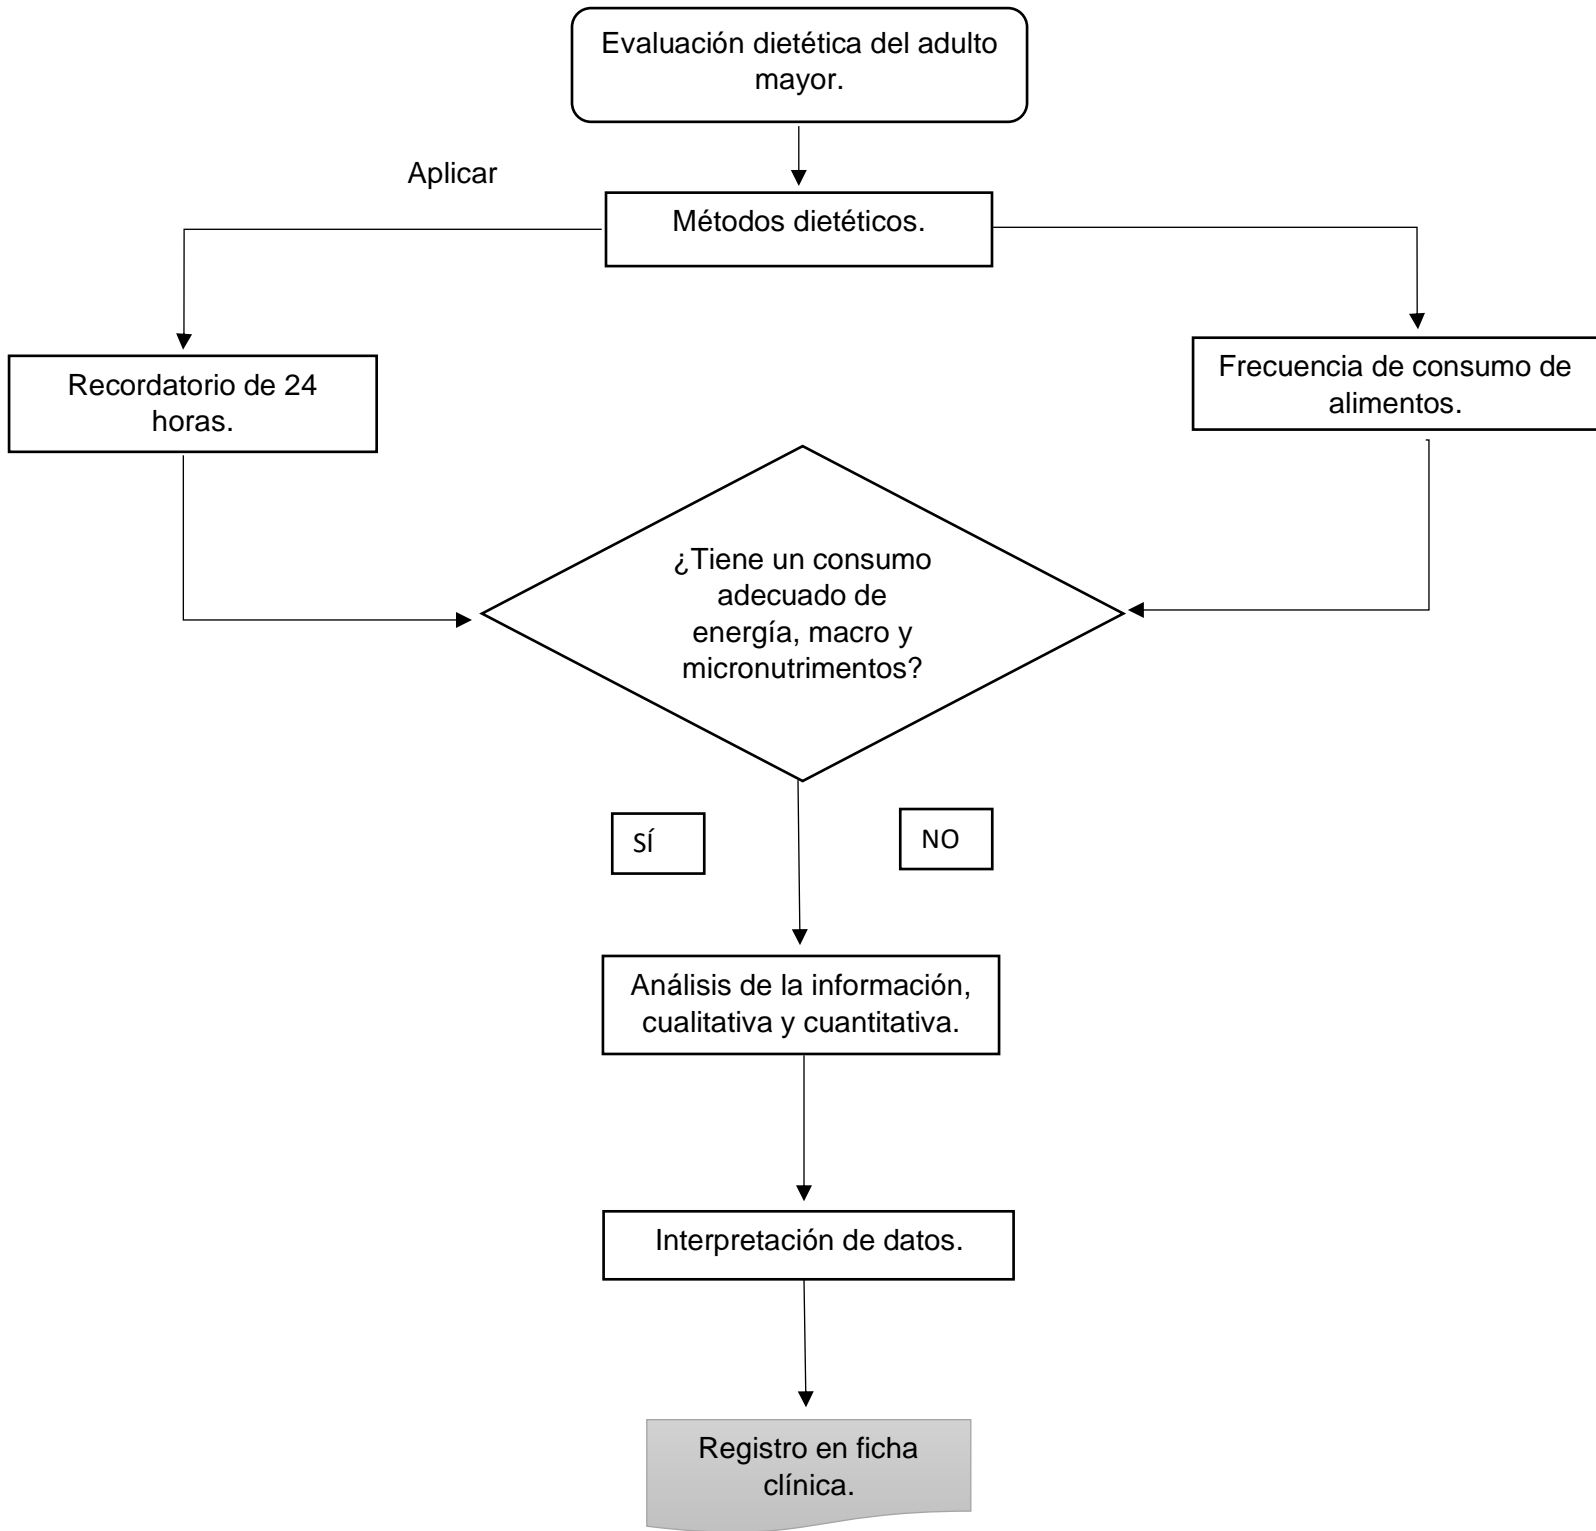 Evaluación dietética del adulto
mayor.
Aplicar
Métodos dietéticos.
Recordatorio de 24
horas.
Frecuencia de consumo de
alimentos.
¿Tiene un consumo
adecuado de
energía, macro y
micronutrimentos?
SÍ
NO
Análisis de la información,
cualitativa y cuantitativa.
Interpretación de datos.
Registro en ficha
clínica.